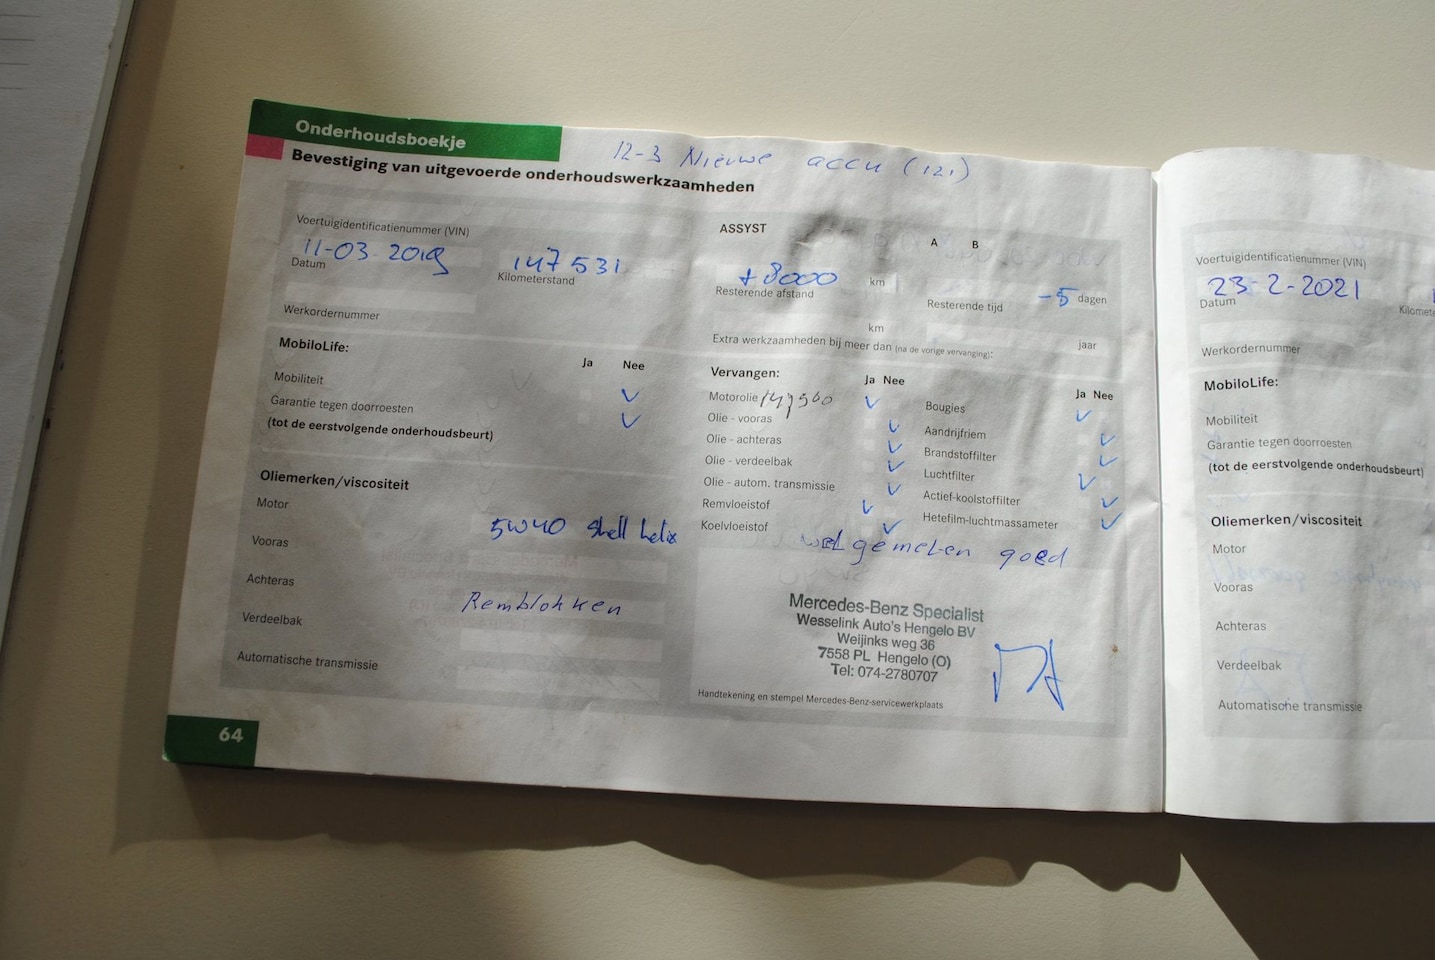 Onderhoudsboekje
12-3 Nieuwe accu (121)
Bevestiging van uitgevoerde onderhoudswerkzaamheden
Voertuigidentificatienummer (VIN)
11-03-2019 147 531
Datum Kilometerstand
Werkordernummer
MobiloLife: Ja Nee
Mobiliteit
Garantie tegen doorroesten
(tot de eerstvolgende onderhoudsbeurt)
Oliemerken/viscositeit
Motor
5W40 Shell helix
Vooras
Achteras
Remblokken
Verdeelbak
Automatische transmissie
64
ASSYST A B
+8000 km
Resterende afstand
-5 dagen
Resterende tijd
km
jaar
Extra werkzaamheden bij meer dan (na de vorige vervanging):
Vervangen: Ja Nee
Motorolie
Olie - vooras
Olie - achteras
Olie - verdeelbak
Olie - autom. transmissie
Remvloeistof
Koelvloeistof
Ja Nee
Bougies
Aandrijfriem
Brandstoffilter
Luchtfilter
Actief-koolstoffilter
Hetefilm-luchtmassameter
wel gemeten goed
Mercedes-Benz Specialist
Wesselink Auto's Hengelo BV
Weijinks weg 36
7558 PL Hengelo (O)
Tel: 074-2780707
Handtekening en stempel Mercedes-Benz-servicewerkplaats
Voertuigidentificatienummer (VIN)
23-2-2021
Datum
Werkordernummer
MobiloLife:
Mobiliteit
Garantie tegen doorroesten
(tot de eerstvolgende onderhoudsbeurt)
Oliemerken/viscositeit
Motor
Vooras
Achteras
Verdeelbak
Automatische transmissie